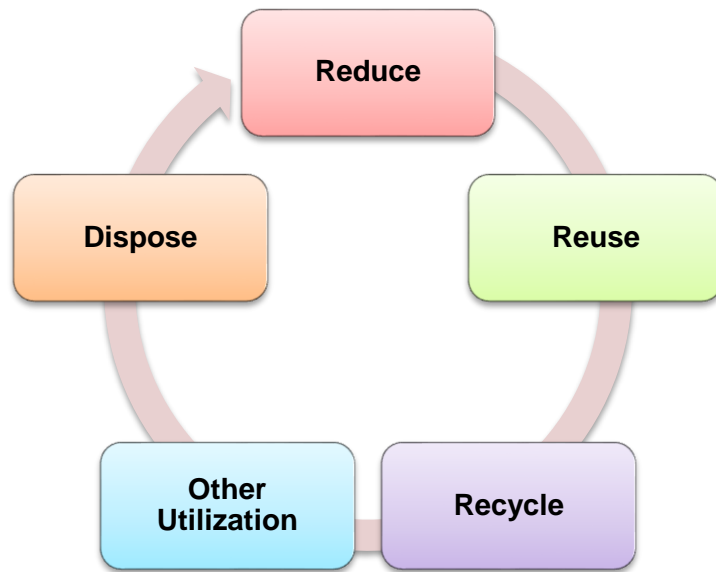 Reduce
Reuse
Recycle
Other
Utilization
Dispose